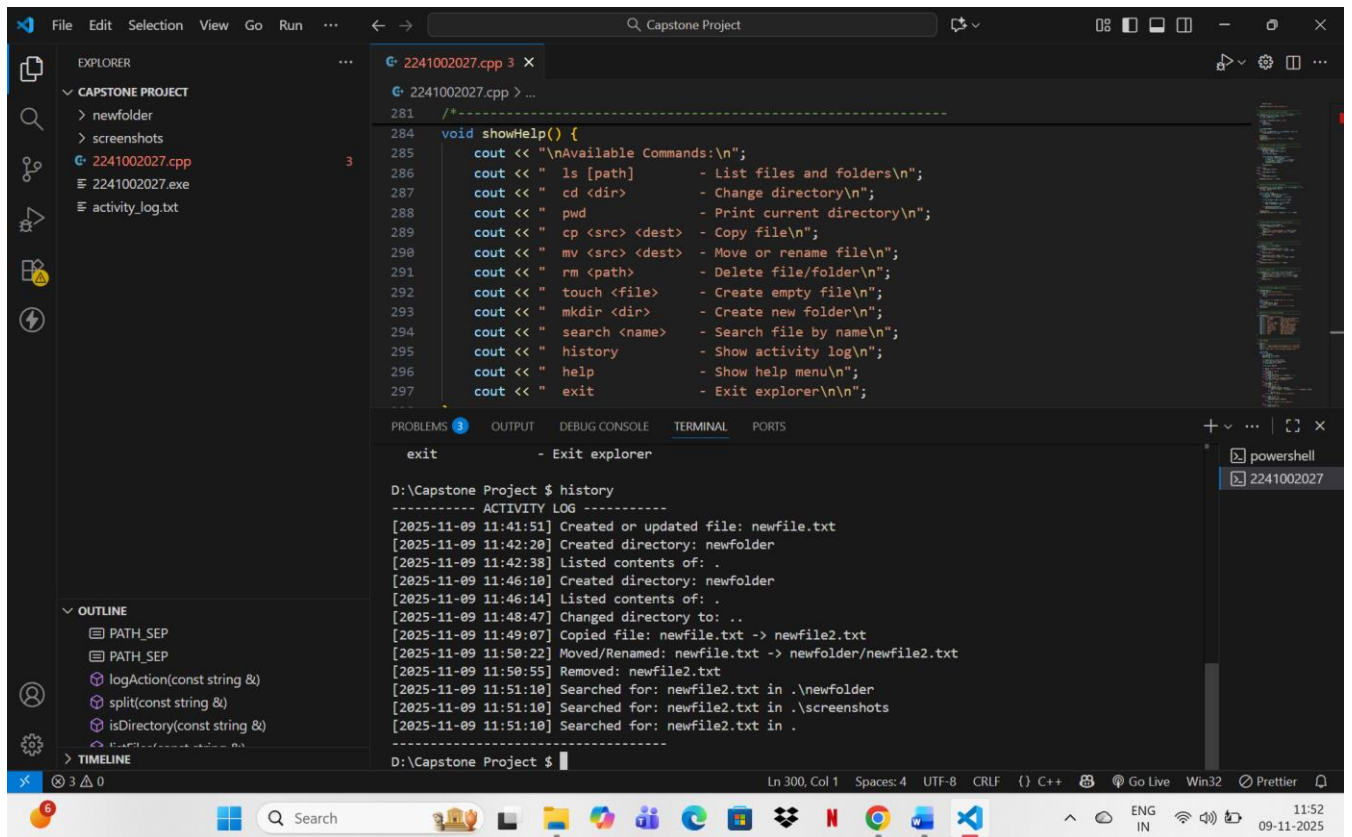 File Edit Selection View Go Run ··· ← → Capstone Project
EXPLORER ···
CAPSTONE PROJECT
> newfolder
> screenshots
2241002027.cpp 3
2241002027.exe
activity_log.txt
OUTLINE
PATH_SEP
PATH_SEP
logAction(const string &)
split(const string &)
isDirectory(const string &)
> TIMELINE
2241002027.cpp 3 ×
2241002027.cpp > ...
281 /*---------------------------------------------------------------
284 void showHelp() {
285 cout << "\nAvailable Commands:\n";
286 cout << "  ls [path]        - List files and folders\n";
287 cout << "  cd <dir>         - Change directory\n";
288 cout << "  pwd              - Print current directory\n";
289 cout << "  cp <src> <dest>  - Copy file\n";
290 cout << "  mv <src> <dest>  - Move or rename file\n";
291 cout << "  rm <path>        - Delete file/folder\n";
292 cout << "  touch <file>     - Create empty file\n";
293 cout << "  mkdir <dir>      - Create new folder\n";
294 cout << "  search <name>    - Search file by name\n";
295 cout << "  history          - Show activity log\n";
296 cout << "  help             - Show help menu\n";
297 cout << "  exit             - Exit explorer\n\n";
PROBLEMS 3 OUTPUT DEBUG CONSOLE TERMINAL PORTS
exit             - Exit explorer
D:\Capstone Project $ history
----------- ACTIVITY LOG -----------
[2025-11-09 11:41:51] Created or updated file: newfile.txt
[2025-11-09 11:42:20] Created directory: newfolder
[2025-11-09 11:42:38] Listed contents of: .
[2025-11-09 11:46:10] Created directory: newfolder
[2025-11-09 11:46:14] Listed contents of: .
[2025-11-09 11:48:47] Changed directory to: ..
[2025-11-09 11:49:07] Copied file: newfile.txt -> newfile2.txt
[2025-11-09 11:50:22] Moved/Renamed: newfile.txt -> newfolder/newfile2.txt
[2025-11-09 11:50:55] Removed: newfile2.txt
[2025-11-09 11:51:10] Searched for: newfile2.txt in .\newfolder
[2025-11-09 11:51:10] Searched for: newfile2.txt in .\screenshots
[2025-11-09 11:51:10] Searched for: newfile2.txt in .
------------------------------------
D:\Capstone Project $
powershell
2241002027
3 0 Ln 300, Col 1 Spaces: 4 UTF-8 CRLF {} C++ Go Live Win32 Prettier
6 Search N ENG 11:52
IN 09-11-2025